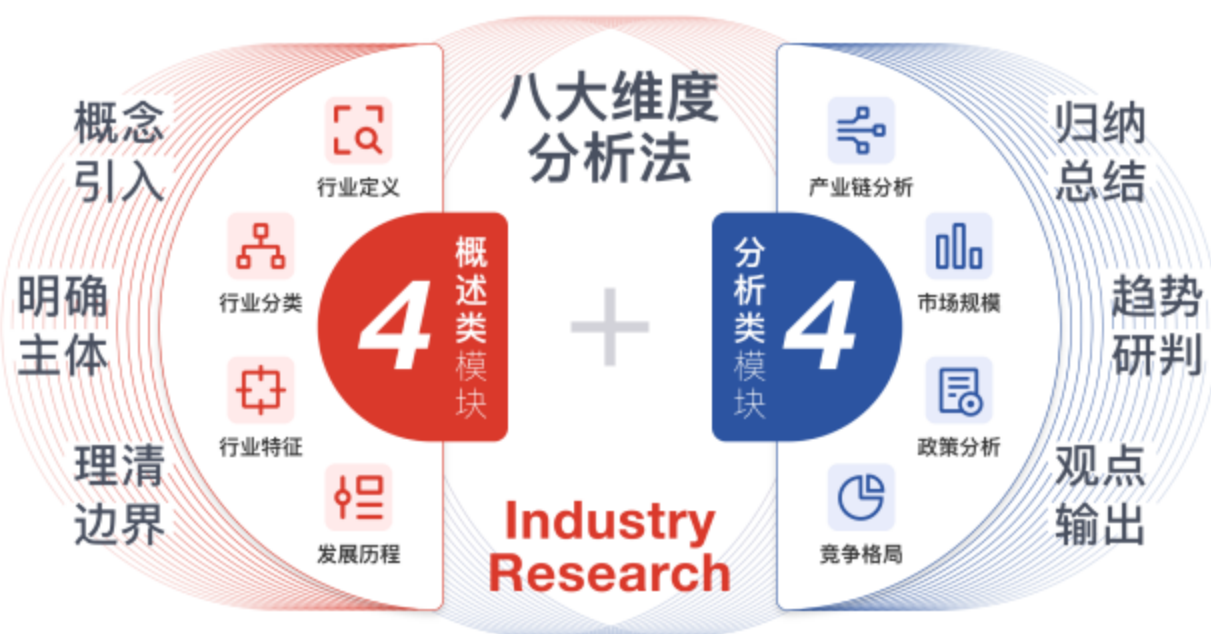 八大维度
分析法
概念
引入
明确
主体
理清
边界
行业定义
行业分类
行业特征
发展历程
4
概述类模块
分析类模块
4
产业链分析
市场规模
政策分析
竞争格局
归纳
总结
趋势
研判
观点
输出
Industry
Research